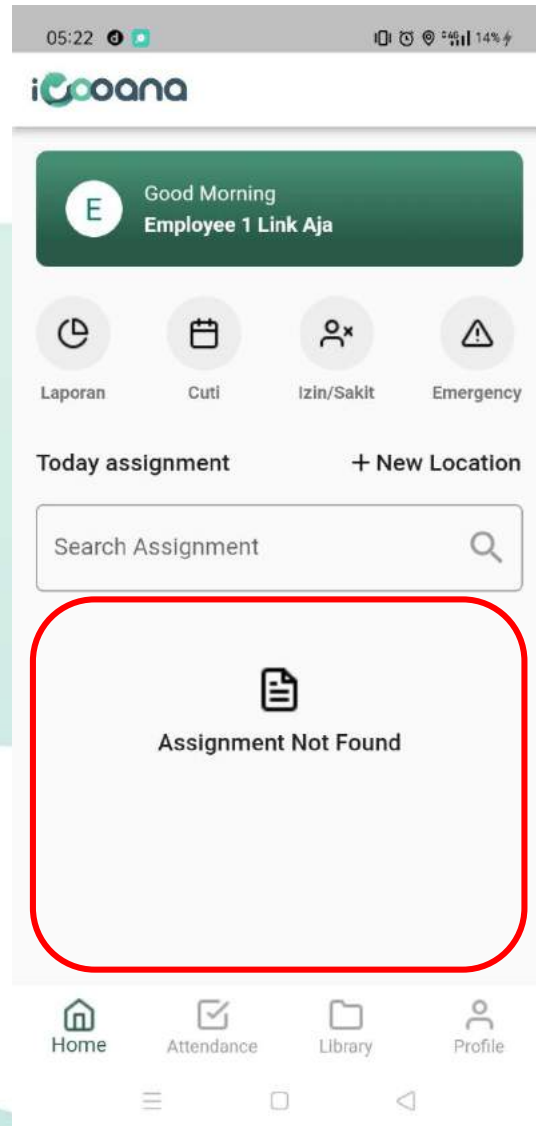 05:22 14%
icooana
Good Morning
E
Employee 1 Link Aja
Laporan Cuti Izin/Sakit Emergency
Today assignment + New Location
Search Assignment
Assignment Not Found
Home Attendance Library Profile